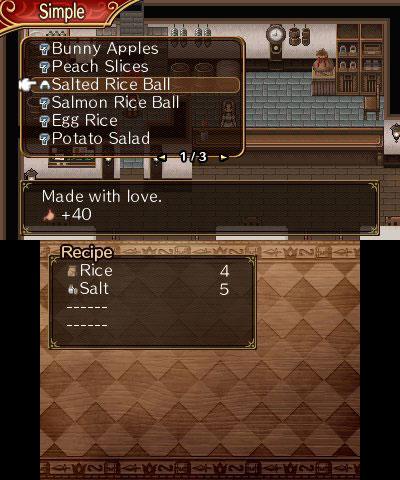 Simple
Bunny Apples
Peach Slices
Salted Rice Ball
Salmon Rice Ball
Egg Rice
Potato Salad
1/3
Made with love.
+40
Recipe
Rice 4
Salt 5
------
------